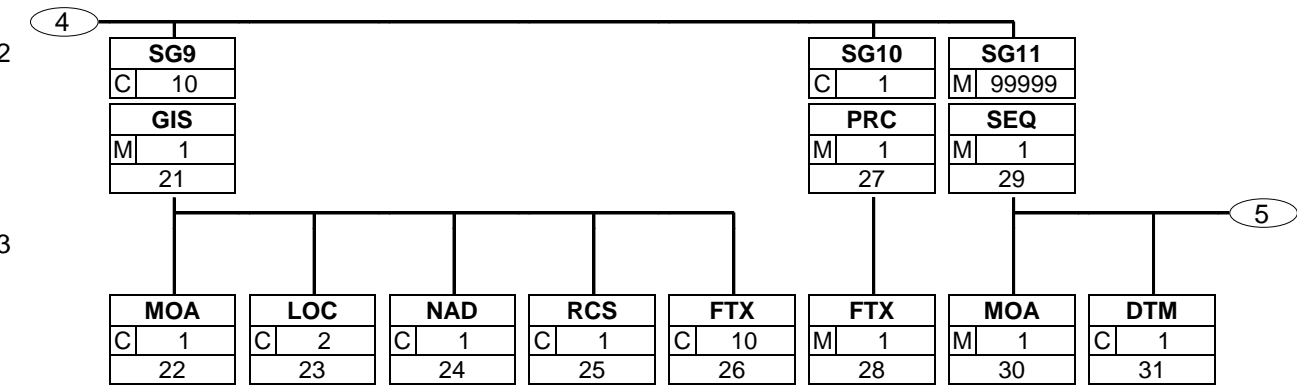 4
2
SG9 SG10 SG11
C 10 C 1 M 99999
GIS PRC SEQ
M 1 M 1 M 1
21 27 29
5
3
MOA LOC NAD RCS FTX FTX MOA DTM
C 1 C 2 C 1 C 1 C 10 M 1 M 1 C 1
22 23 24 25 26 28 30 31